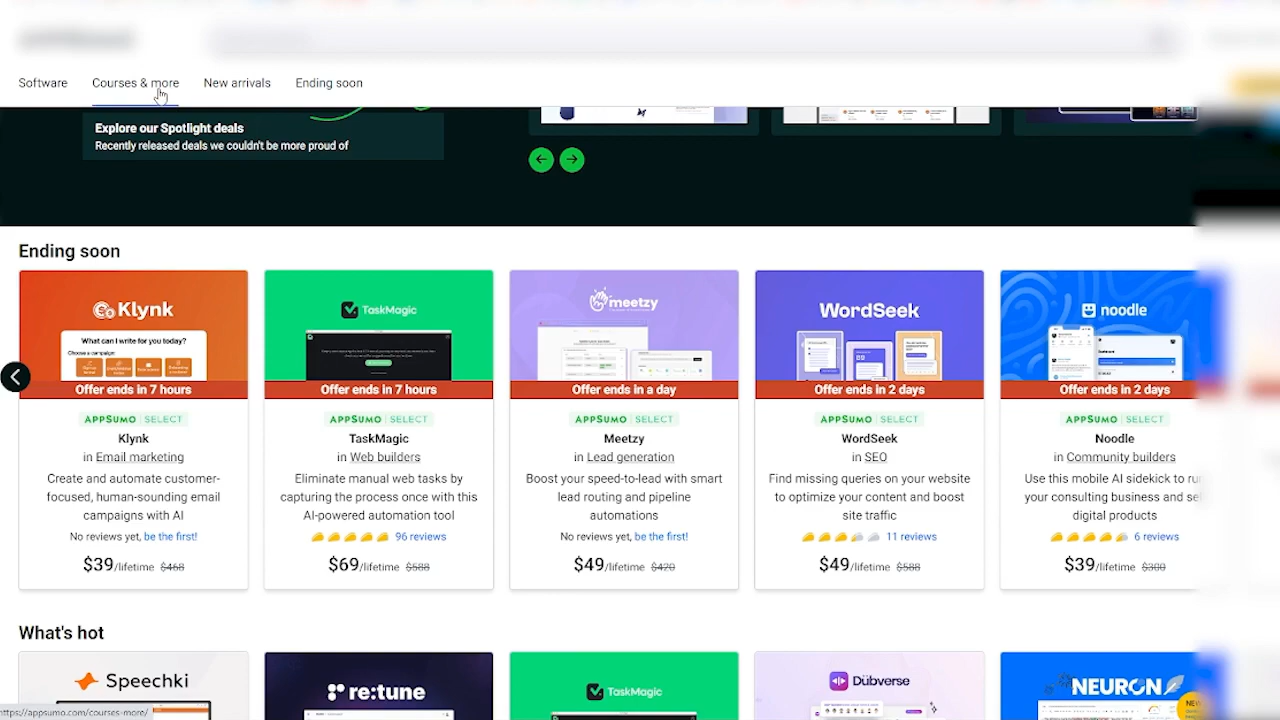 Software Courses & more New arrivals Ending soon
Explore our Spotlight deals
Recently released deals we couldn't be more proud of
Ending soon
Klynk
What can I write for you today?
Offer ends in 7 hours
APPSUMO SELECT
Klynk
in Email marketing
Create and automate customer-
focused, human-sounding email
campaigns with AI
No reviews yet, be the first!
$39/lifetime $468
TaskMagic
Offer ends in 7 hours
APPSUMO SELECT
TaskMagic
in Web builders
Eliminate manual web tasks by
capturing the process once with this
AI-powered automation tool
96 reviews
$69/lifetime $588
meetzy
Offer ends in a day
APPSUMO SELECT
Meetzy
in Lead generation
Boost your speed-to-lead with smart
lead routing and pipeline
automations
No reviews yet, be the first!
$49/lifetime $420
WordSeek
Offer ends in 2 days
APPSUMO SELECT
WordSeek
in SEO
Find missing queries on your website
to optimize your content and boost
site traffic
11 reviews
$49/lifetime $588
noodle
Offer ends in 2 days
APPSUMO SELECT
Noodle
in Community builders
Use this mobile AI sidekick to run
your consulting business and
digital products
6 reviews
$39/lifetime $300
What's hot
Speechki
re:tune
TaskMagic
Dubverse
NEURON
https://appsumo.com/courses-more/